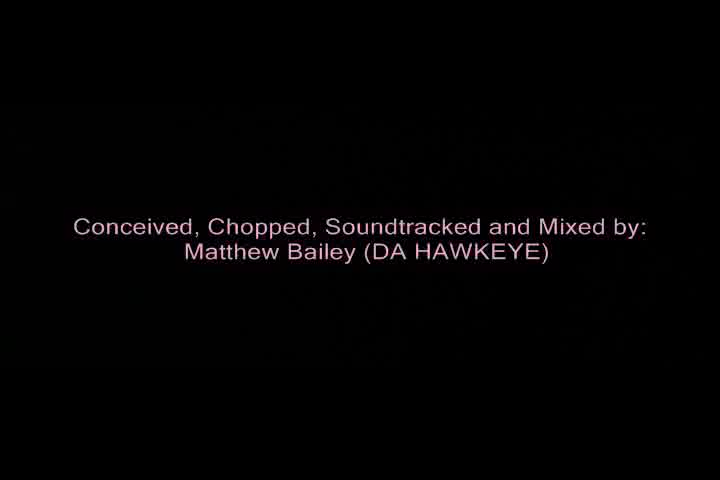 Conceived, Chopped, Soundtracked and Mixed by:
Matthew Bailey (DA HAWKEYE)